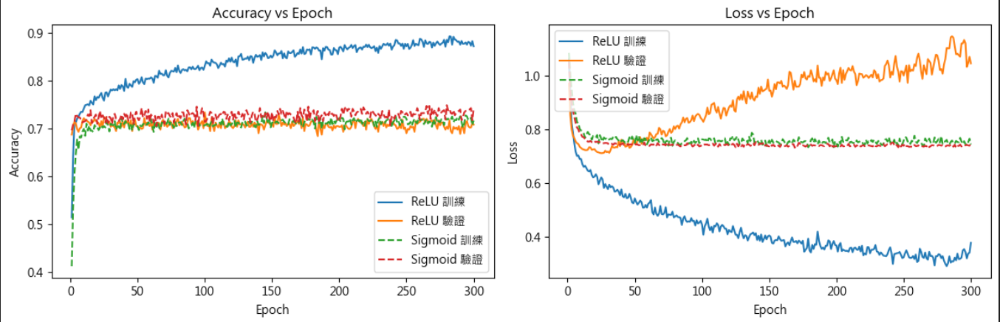 Accuracy vs Epoch
0.9
0.8
0.7
0.6
0.5
0.4
Accuracy
ReLU 訓練
ReLU 驗證
Sigmoid 訓練
Sigmoid 驗證
0 50 100 150 200 250 300
Epoch
Loss vs Epoch
ReLU 訓練
ReLU 驗證
Sigmoid 訓練
Sigmoid 驗證
1.0
0.8
0.6
0.4
Loss
0 50 100 150 200 250 300
Epoch